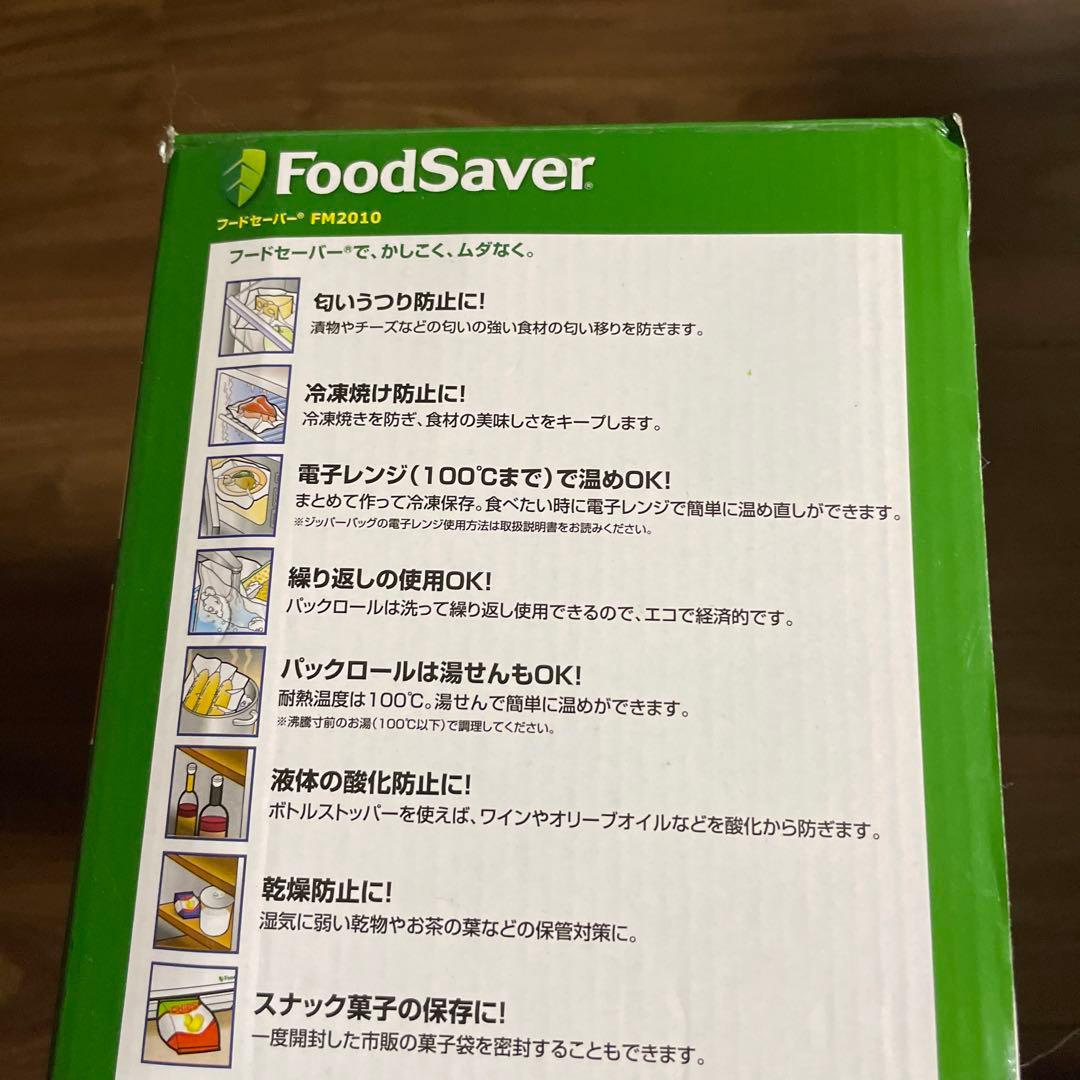 FoodSaver®
フードセーバー® FM2010
フードセーバー®で、かしこく、ムダなく。
匂いうつり防止に!
漬物やチーズなどの匂いの強い食材の匂い移りを防ぎます。
冷凍焼け防止に!
冷凍焼きを防ぎ、食材の美味しさをキープします。
電子レンジ(100℃まで)で温めOK!
まとめて作って冷凍保存。食べたい時に電子レンジで簡単に温め直しができます。
※ジッパーバッグの電子レンジ使用方法は取扱説明書をお読みください。
繰り返しの使用OK!
パックロールは洗って繰り返し使用できるので、エコで経済的です。
パックロールは湯せんもOK!
耐熱温度は100℃。湯せんで簡単に温めができます。
※沸騰寸前のお湯(100℃以下)で調理してください。
液体の酸化防止に!
ボトルストッパーを使えば、ワインやオリーブオイルなどを酸化から防ぎます。
乾燥防止に!
湿気に弱い乾物やお茶の葉などの保管対策に。
スナック菓子の保存に!
一度開封した市販の菓子袋を密封することもできます。